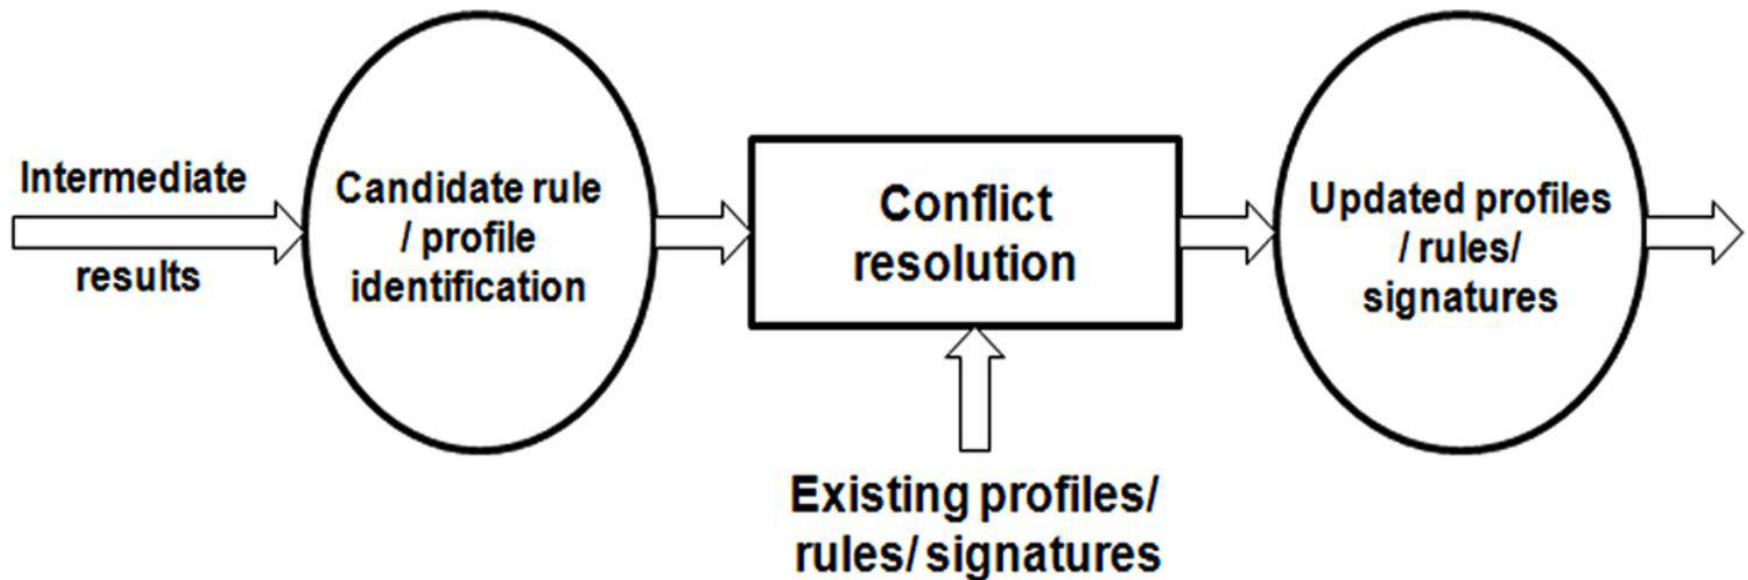 Intermediate
results
Candidate rule
/ profile
identification
Conflict
resolution
Existing profiles/
rules/ signatures
Updated profiles
/ rules/
signatures